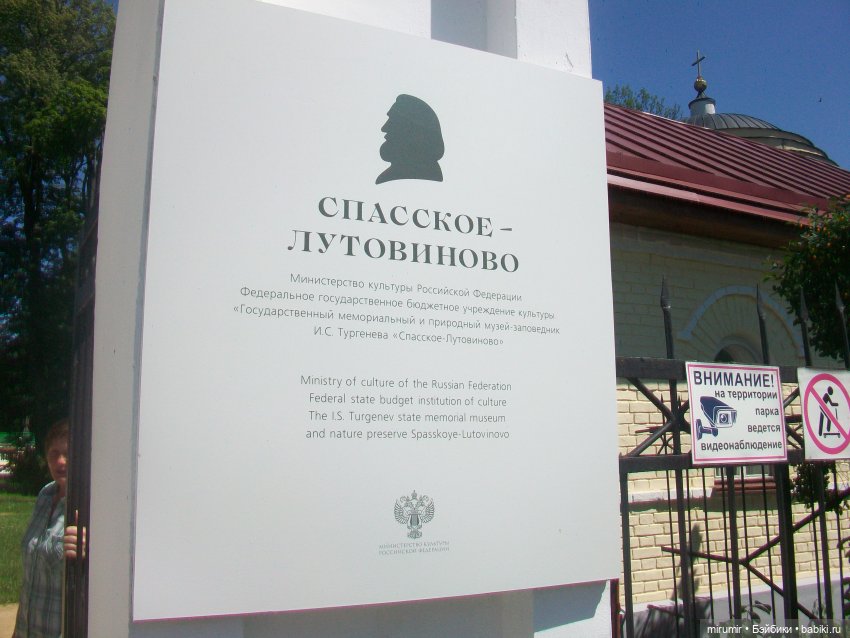 СПАССКОЕ –
ЛУТОВИНОВО
Министерство культуры Российской Федерации
Федеральное государственное бюджетное учреждение культуры
«Государственный мемориальный и природный музей-заповедник
И.С. Тургенева «Спасское-Лутовиново»
Ministry of culture of the Russian Federation
Federal state budget institution of culture
The I.S. Turgenev state memorial museum
and nature preserve Spasskoye-Lutovinovo
МИНИСТЕРСТВО КУЛЬТУРЫ
РОССИЙСКОЙ ФЕДЕРАЦИИ
ВНИМАНИЕ!
на территории
парка
ведется
видеонаблюдение
mirumir • Бэйбики • babiki.ru